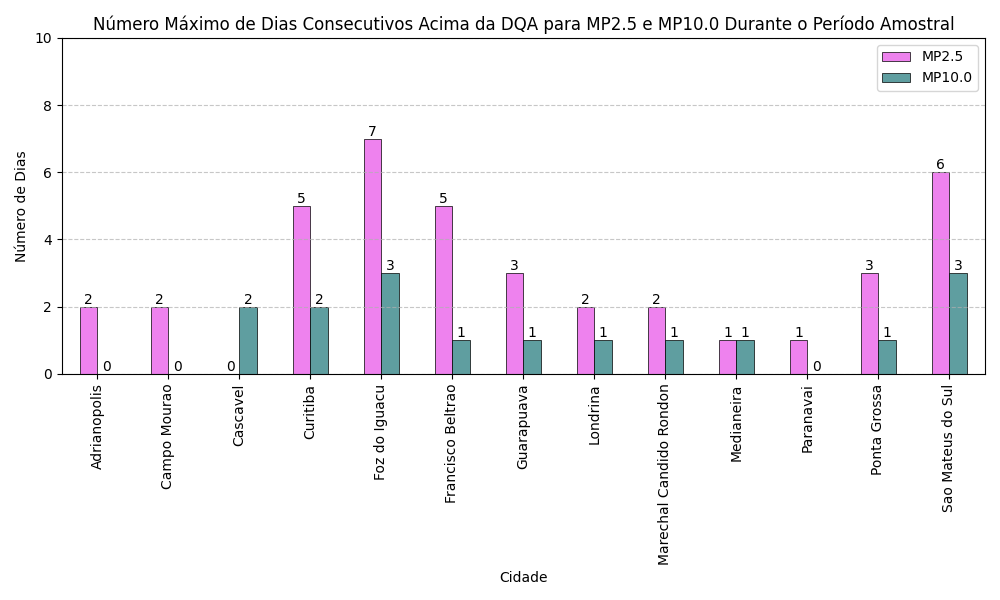 Número Máximo de Dias Consecutivos Acima da DQA para MP2.5 e MP10.0 Durante o Período Amostral
MP2.5
MP10.0
Número de Dias
10
8
6
4
2
0
2 0
2 0
0 2
5 2
7 3
5 1
3 1
2 1
2 1
1 1
1 0
3 1
6 3
Adrianopolis
Campo Mourao
Cascavel
Curitiba
Foz do Iguacu
Francisco Beltrao
Guarapuava
Londrina
Marechal Candido Rondon
Medianeira
Paranavai
Ponta Grossa
Sao Mateus do Sul
Cidade